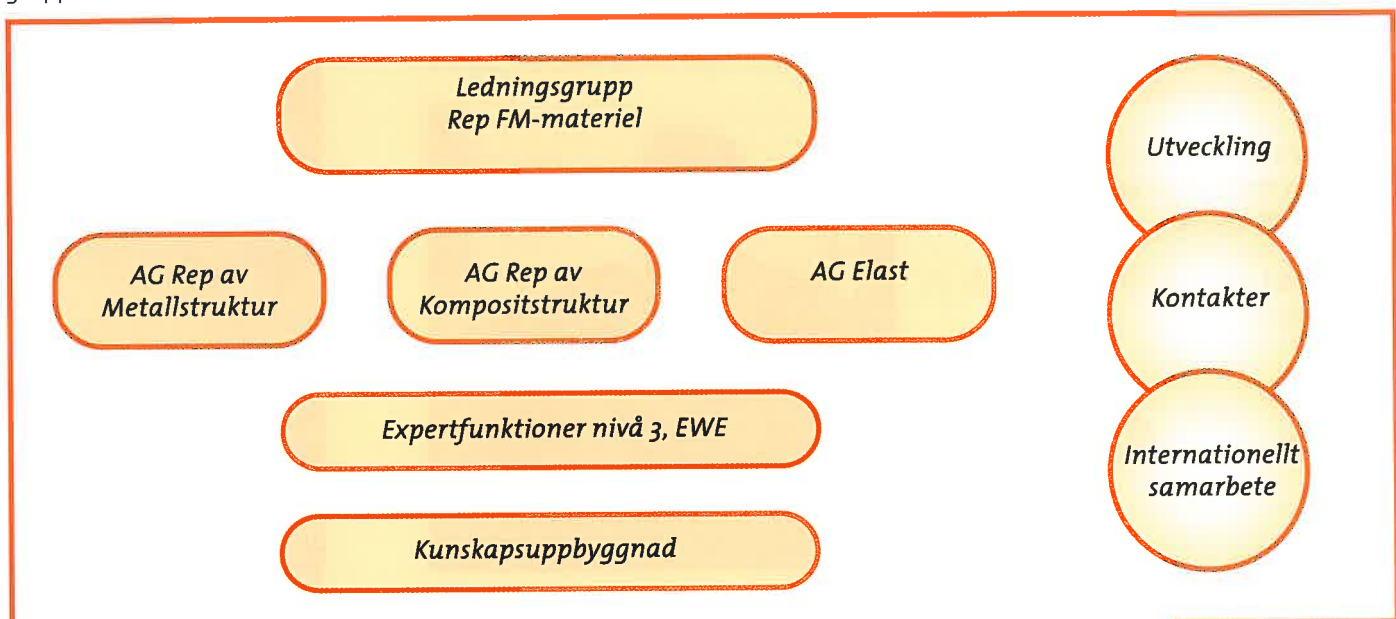 Ledningsgrupp
Rep FM-materiel
AG Rep av
Metallstruktur
AG Rep av
Kompositstruktur
AG Elast
Expertfunktioner nivå 3, EWE
Kunskapsuppbyggnad
Utveckling
Kontakter
Internationellt
samarbete